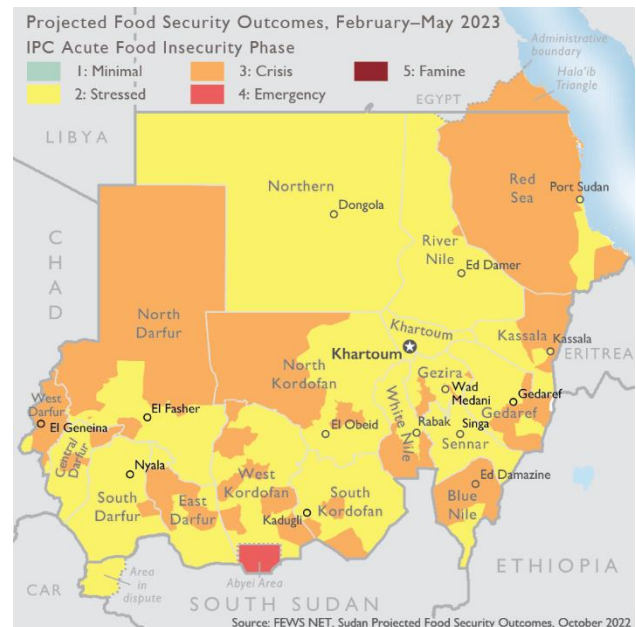 Projected Food Security Outcomes, February–May 2023
IPC Acute Food Insecurity Phase
1: Minimal
3: Crisis
5: Famine
2: Stressed
4: Emergency
Administrative
boundary
Hala'ib
Triangle
EGYPT
LIBYA
CHAD
Northern
Dongola
Red
Sea
Port Sudan
River
Nile
Ed Damer
North
Darfur
Khartoum
Khartoum
Kassala
Kassala
ERITREA
North
Kordofan
Gezira
Wad
Medani
Gedaref
Gedaref
West
Darfur
El Geneina
El Fasher
Central
Darfur
El Obeid
White Nile
Rabak
Singa
Sennar
Nyala
South
Darfur
East
Darfur
West
Kordofan
Kadugli
South
Kordofan
Ed Damazine
Blue
Nile
Area
in
dispute
Abyei Area
CAR
SOUTH SUDAN
ETHIOPIA
Source: FEWS NET, Sudan Projected Food Security Outcomes, October 2022